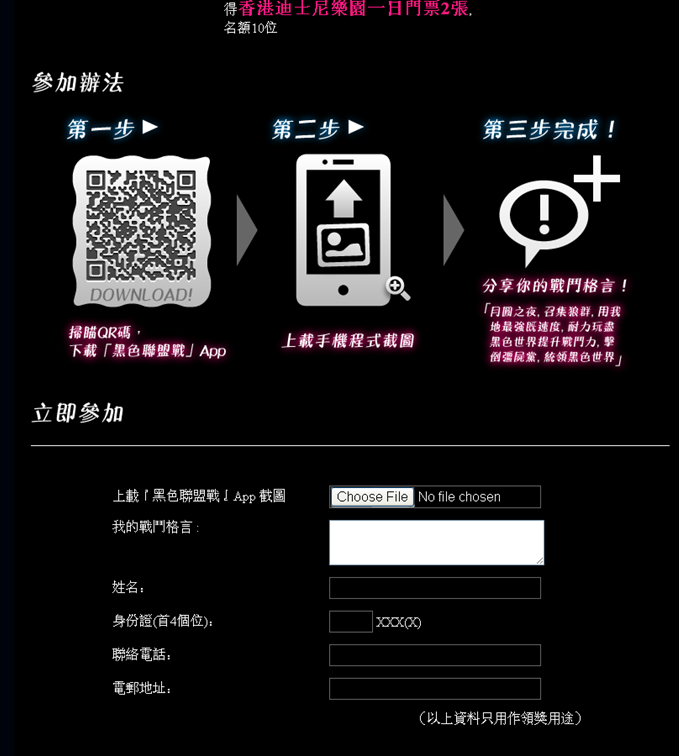 得香港迪士尼樂園一日門票2張,
名額10位
參加辦法
第一步▶
第二步▶
第三步完成！
DOWNLOAD!
掃瞄QR碼，
下載「黑色聯盟戰」App
上載手機程式截圖
分享你的戰鬥格言！
「月圓之夜, 召集狼群, 用我
地最強既速度, 耐力玩盡
黑色世界提升戰鬥力, 擊
倒彊屍黨, 統領黑色世界」
立即參加
上載『黑色聯盟戰』App 截圖
Choose File No file chosen
我的戰鬥格言 :
姓名：
身份證(首4個位)： XXX(X)
聯絡電話：
電郵地址：
（以上資料只用作領獎用途）